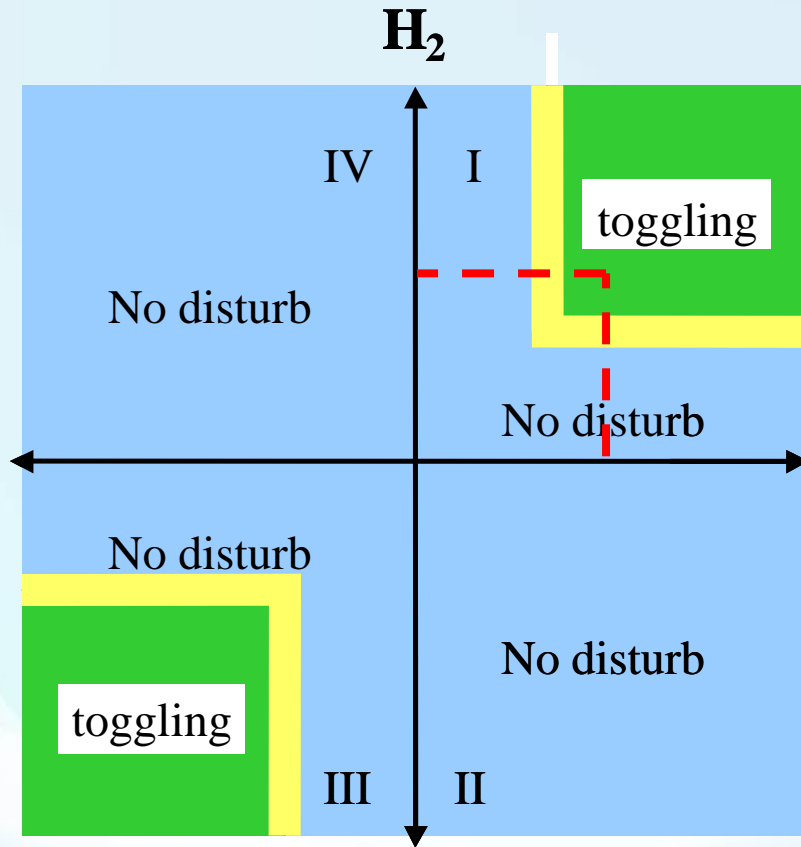 H₂
IV
I
toggling
No disturb
No disturb
No disturb
No disturb
toggling
III
II